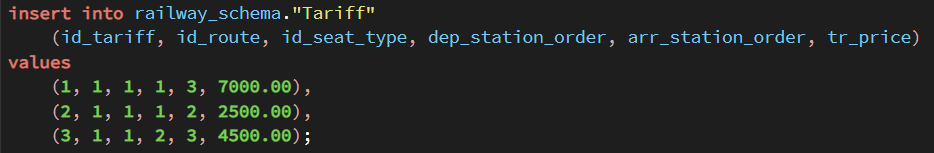 insert into railway_schema."Tariff"
(id_tariff, id_route, id_seat_type, dep_station_order, arr_station_order, tr_price)
values
(1, 1, 1, 1, 3, 7000.00),
(2, 1, 1, 1, 2, 2500.00),
(3, 1, 1, 2, 3, 4500.00);